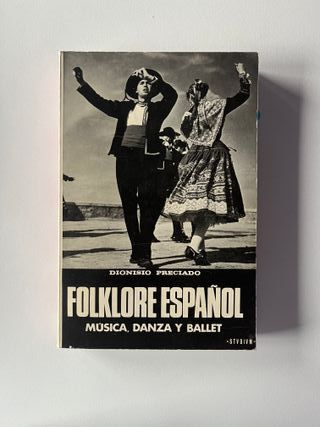 DIONISIO PRECIADO
FOLKLORE ESPAÑOL
MÚSICA, DANZA Y BALLET
·STVDIVM·